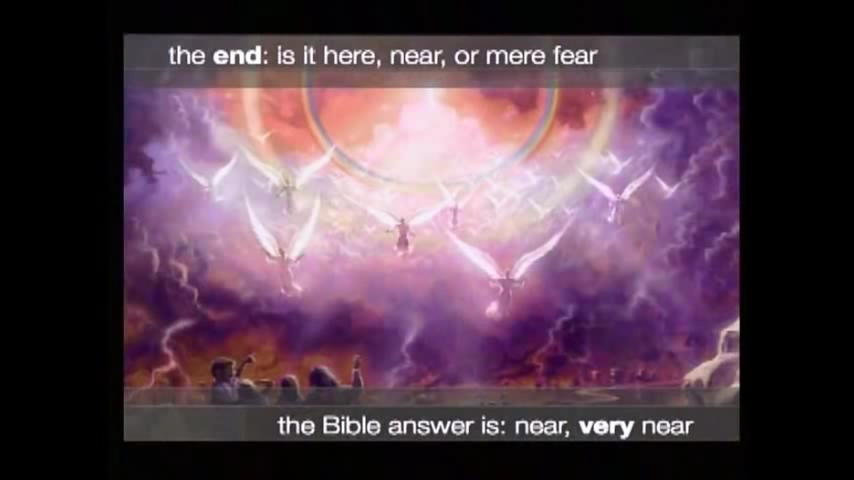 the end: is it here, near, or mere fear
the Bible answer is: near, very near